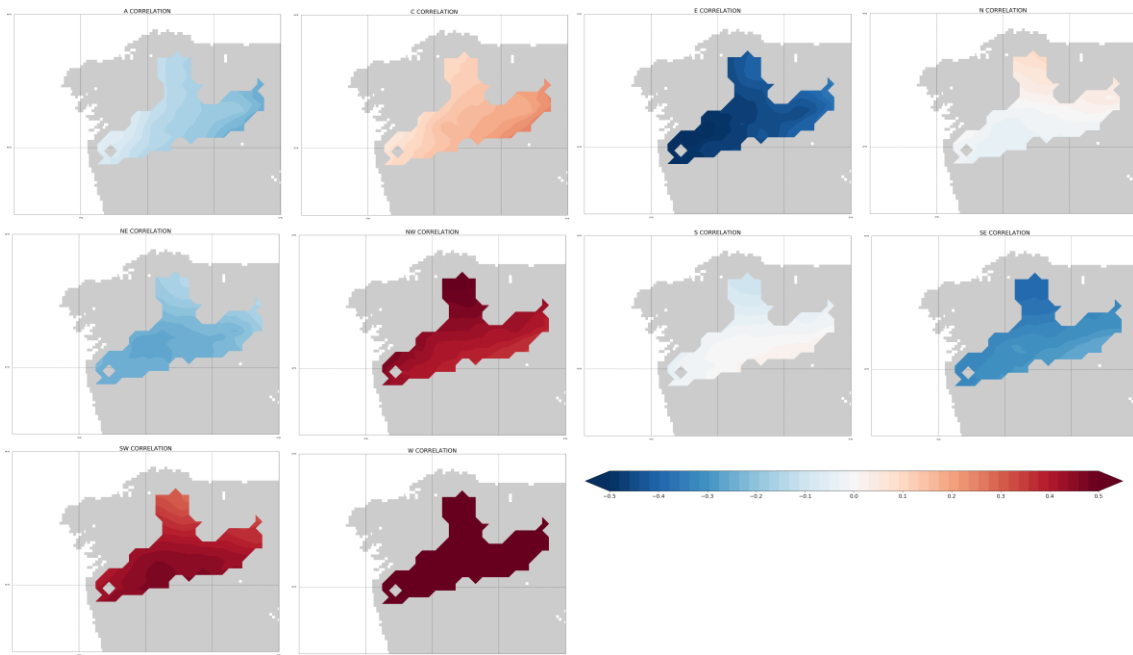 A CORRELATION
C CORRELATION
E CORRELATION
N CORRELATION
NE CORRELATION
NW CORRELATION
S CORRELATION
SE CORRELATION
SW CORRELATION
W CORRELATION
−0.5 −0.4 −0.3 −0.2 −0.1 0.0 0.1 0.2 0.3 0.4 0.5